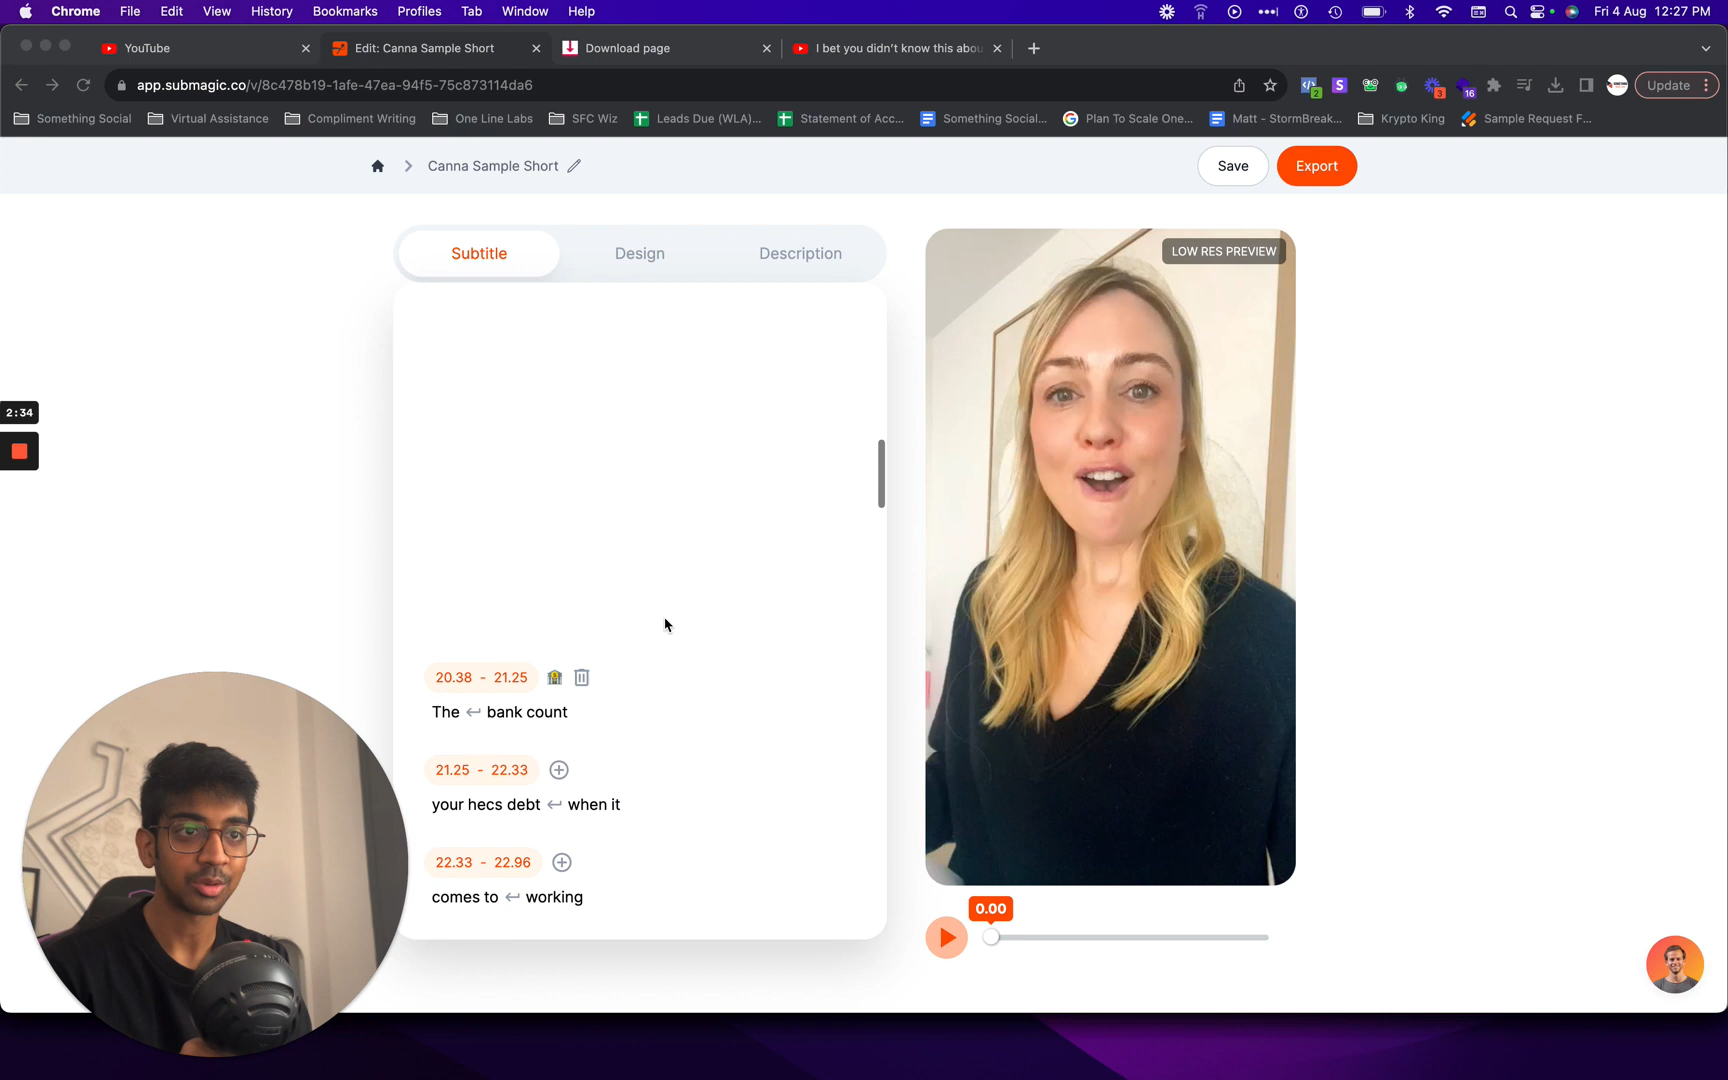 Chrome File Edit View History Bookmarks Profiles Tab Window Help Fri 4 Aug 12:27 PM
YouTube Edit: Canna Sample Short Download page I bet you didn't know this abou
app.submagic.co/v/8c478b19-1afe-47ea-94f5-75c873114da6 2 S 3 16 Update
Something Social Virtual Assistance Compliment Writing One Line Labs SFC Wiz Leads Due (WLA)... Statement of Acc... Something Social... Plan To Scale One... Matt - StormBreak... Krypto King Sample Request F...
Canna Sample Short Save Export
Subtitle Design Description
LOW RES PREVIEW
2:34
20.38 - 21.25
The ↩ bank count
21.25 - 22.33
your hecs debt ↩ when it
22.33 - 22.96
comes to ↩ working
0.00